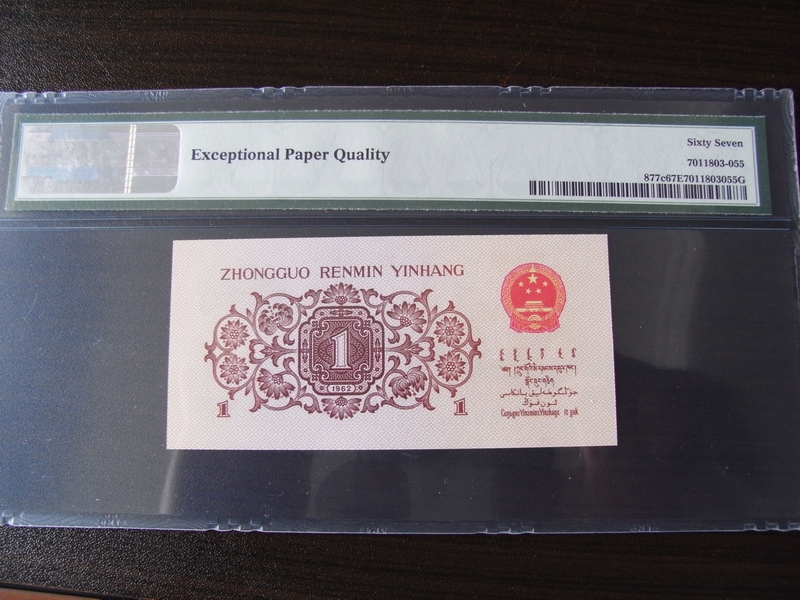 Exceptional Paper Quality
Sixty Seven
7011803-055
877c67E7011803055G
ZHONGGUO RENMIN YINHANG
1
1962
1
1